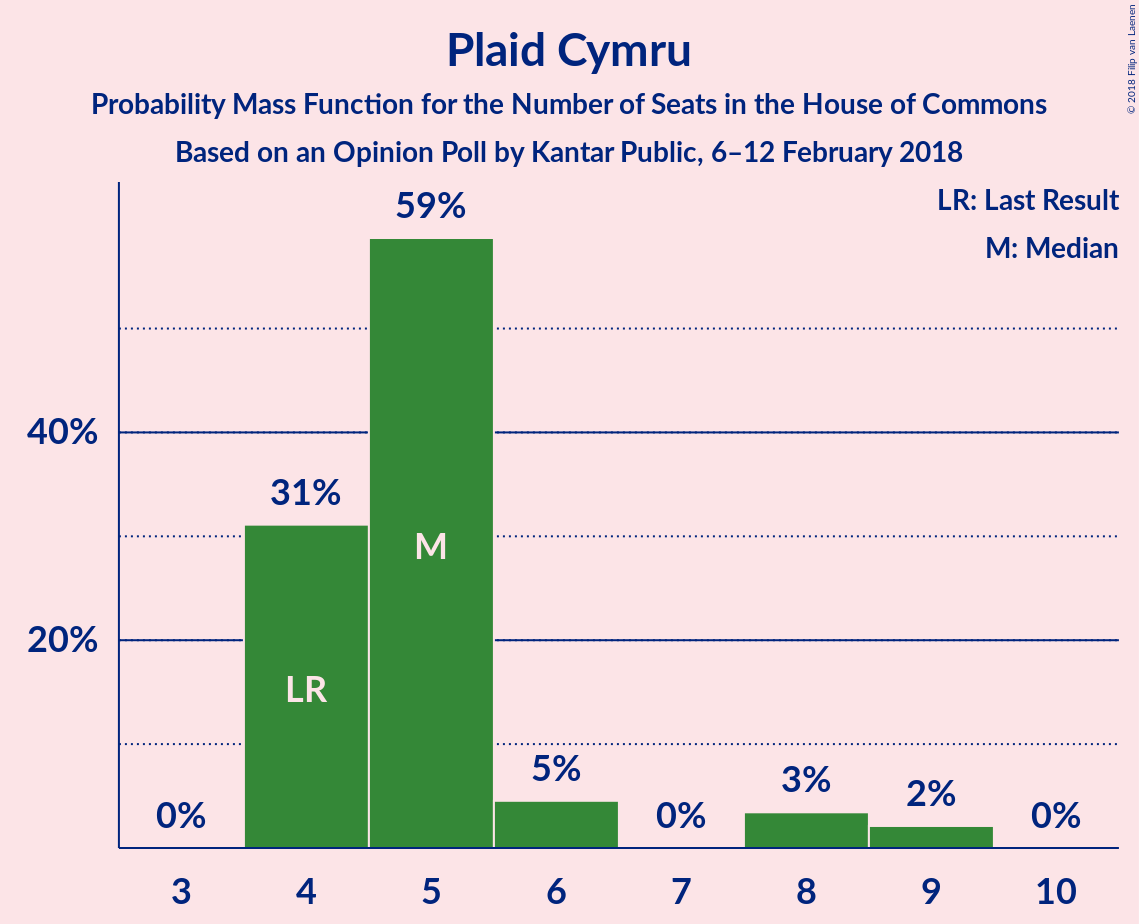 Plaid Cymru
Probability Mass Function for the Number of Seats in the House of Commons
Based on an Opinion Poll by Kantar Public, 6–12 February 2018
© 2018 Filip van Laenen
LR: Last Result
M: Median
59%
40%
31%
M
20%
LR
5%
3%
2%
0%
0%
0%
3 4 5 6 7 8 9 10